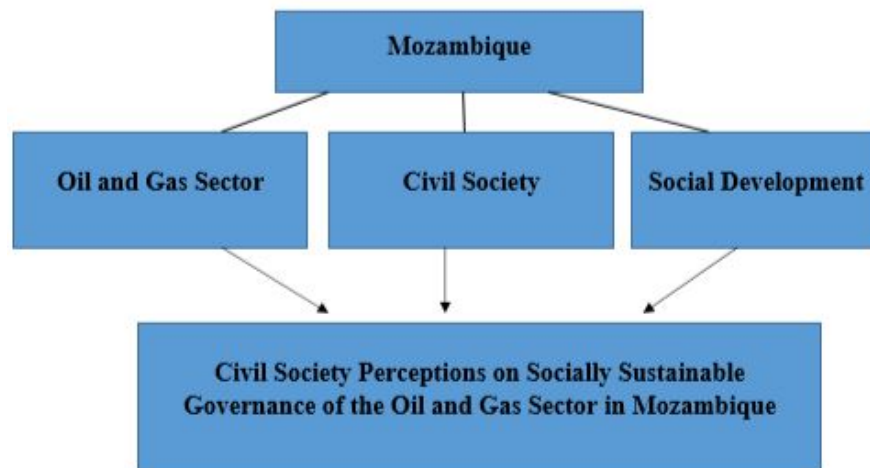 Mozambique
Oil and Gas Sector
Civil Society
Social Development
Civil Society Perceptions on Socially Sustainable
Governance of the Oil and Gas Sector in Mozambique